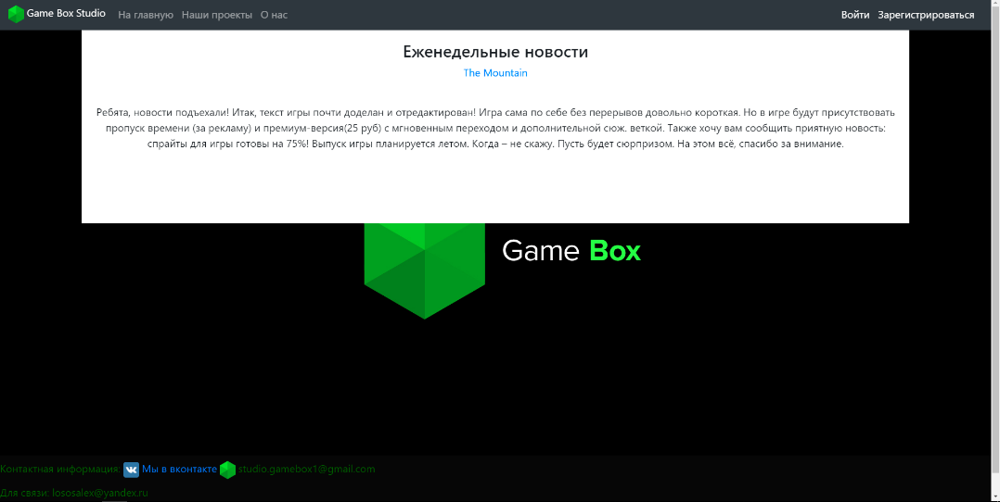 Game Box Studio На главную Наши проекты О нас Войти Зарегистрироваться
Еженедельные новости
The Mountain
Ребята, новости подъехали! Итак, текст игры почти доделан и отредактирован! Игра сама по себе без перерывов довольно короткая. Но в игре будут присутствовать
пропуск времени (за рекламу) и премиум-версия(25 руб) с мгновенным переходом и дополнительной сюж. веткой. Также хочу вам сообщить приятную новость:
спрайты для игры готовы на 75%! Выпуск игры планируется летом. Когда – не скажу. Пусть будет сюрпризом. На этом всё, спасибо за внимание.
Game Box
Контактная информация: Мы в вконтакте studio.gamebox1@gmail.com
Для связи: lososalex@yandex.ru